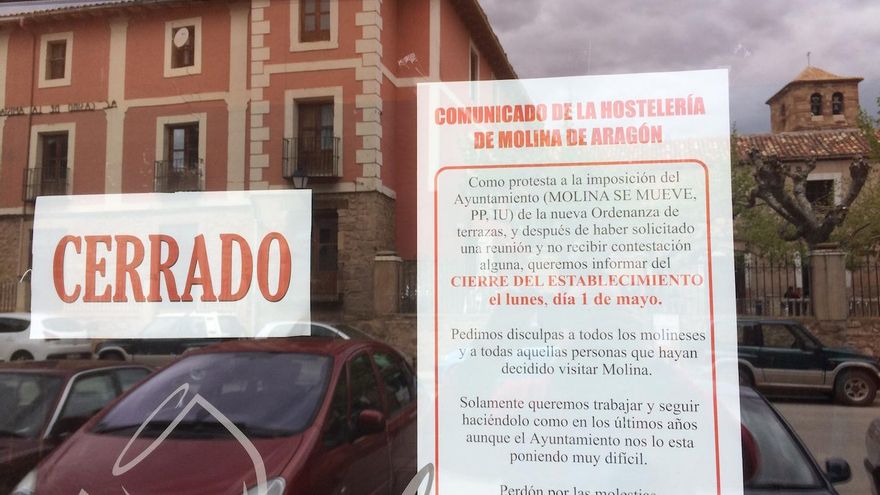 CERRADO
COMUNICADO DE LA HOSTELERÍA
DE MOLINA DE ARAGÓN
Como protesta a la imposición del
Ayuntamiento (MOLINA SE MUEVE,
PP, IU) de la nueva Ordenanza de
terrazas, y después de haber solicitado
una reunión y no recibir contestación
alguna, queremos informar del
CIERRE DEL ESTABLECIMIENTO
el lunes, día 1 de mayo.
Pedimos disculpas a todos los molineses
y a todas aquellas personas que hayan
decidido visitar Molina.
Solamente queremos trabajar y seguir
haciéndolo como en los últimos años
aunque el Ayuntamiento nos lo esta
poniendo muy difícil.
Perdón por las molestias